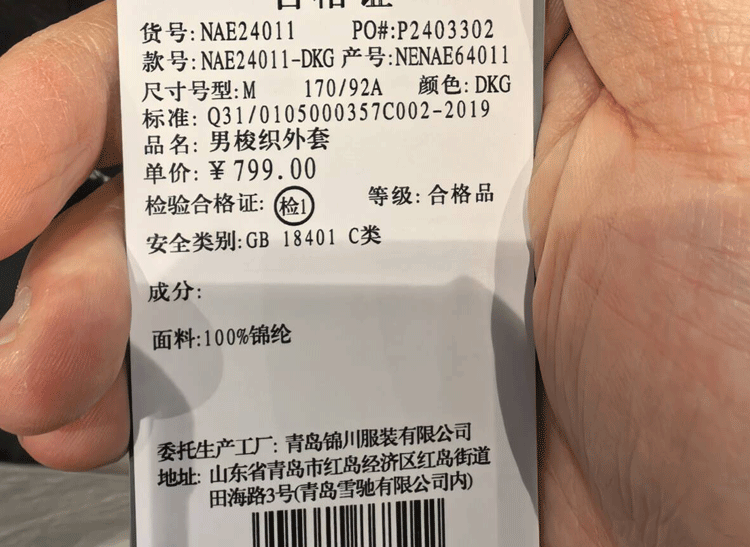 合格证
货号:NAE24011 PO#:P2403302
款号:NAE24011-DKG 产号:NENAE64011
尺寸号型:M 170/92A 颜色:DKG
标准: Q31/0105000357C002-2019
品名: 男梭织外套
单价: ¥799.00
检验合格证: 检1 等级: 合格品
安全类别:GB 18401 C类
成分:
面料:100%锦纶
委托生产工厂: 青岛锦川服装有限公司
地址: 山东省青岛市红岛经济区红岛街道
田海路3号(青岛雪驰有限公司内)